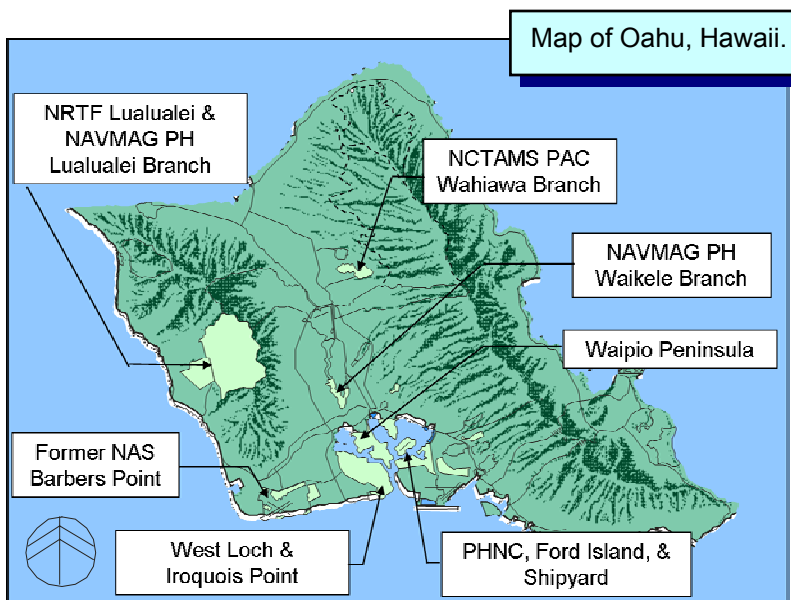 Map of Oahu, Hawaii.
NRTF Lualualei &
NAVMAG PH
Lualualei Branch
NCTAMS PAC
Wahiawa Branch
NAVMAG PH
Waikele Branch
Waipio Peninsula
Former NAS
Barbers Point
West Loch &
Iroquois Point
PHNC, Ford Island, &
Shipyard